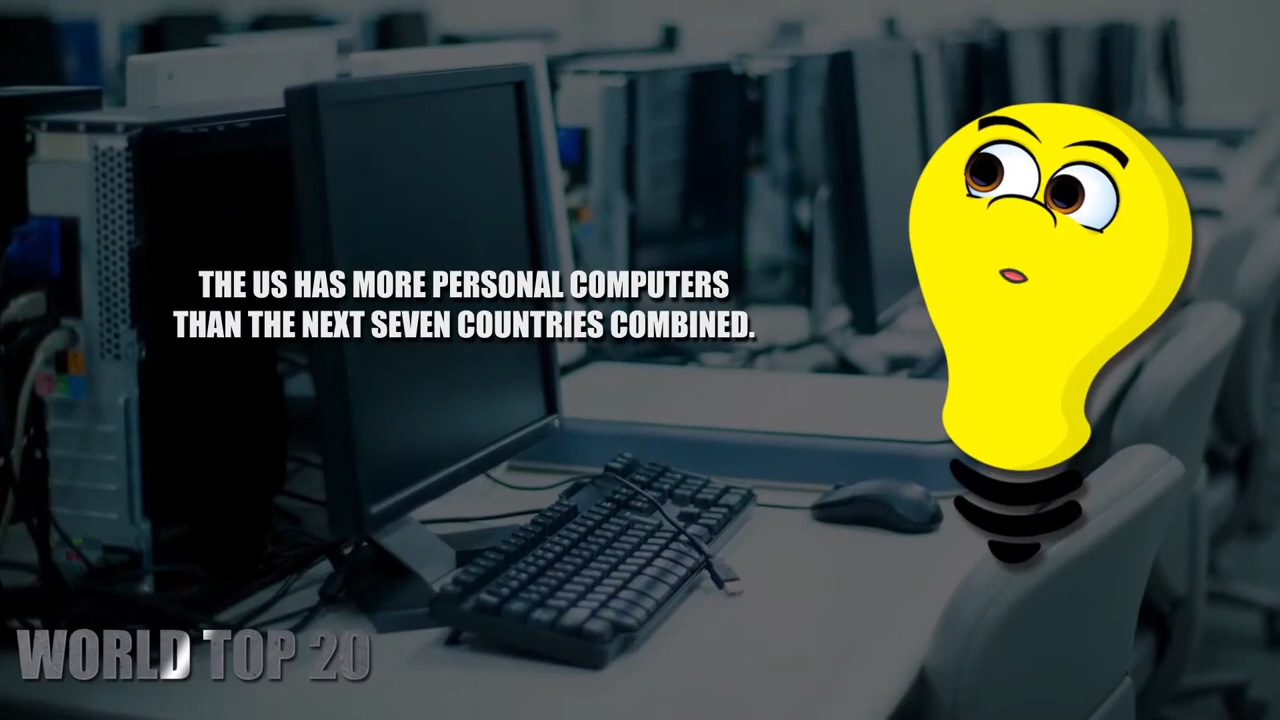 THE US HAS MORE PERSONAL COMPUTERS
THAN THE NEXT SEVEN COUNTRIES COMBINED.
WORLD TOP 20